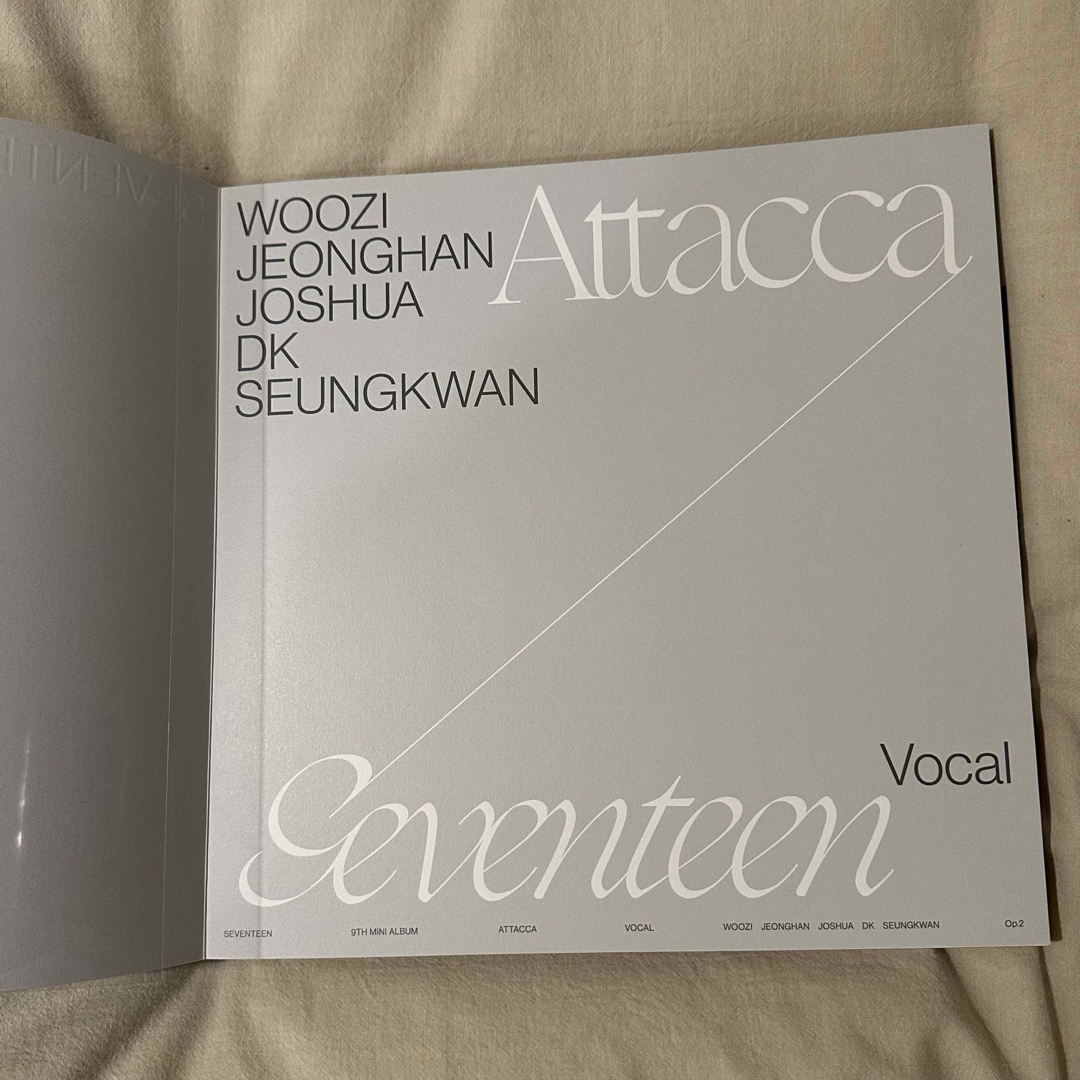 WOOZI
JEONGHAN
JOSHUA
DK
SEUNGKWAN
Attacca
Vocal
Seventeen
SEVENTEEN 9TH MINI ALBUM ATTACCA VOCAL WOOZI JEONGHAN JOSHUA DK SEUNGKWAN Op.2